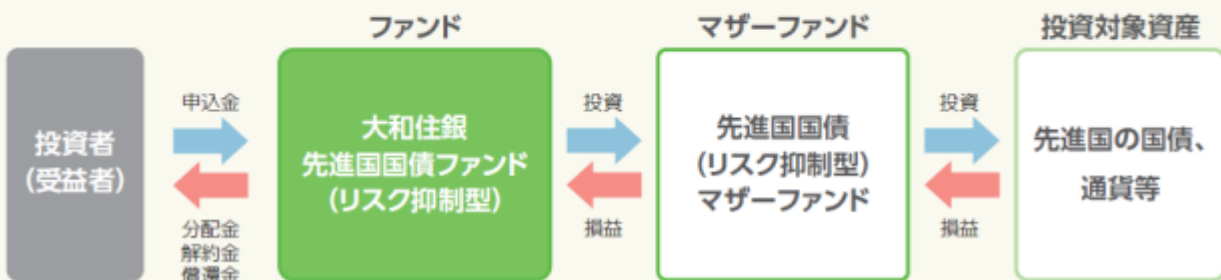 ファンド
マザーファンド
投資対象資産
投資者
(受益者)
申込金
分配金
解約金
償還金
大和住銀
先進国国債ファンド
(リスク抑制型)
投資
損益
先進国国債
(リスク抑制型)
マザーファンド
投資
損益
先進国の国債、
通貨等